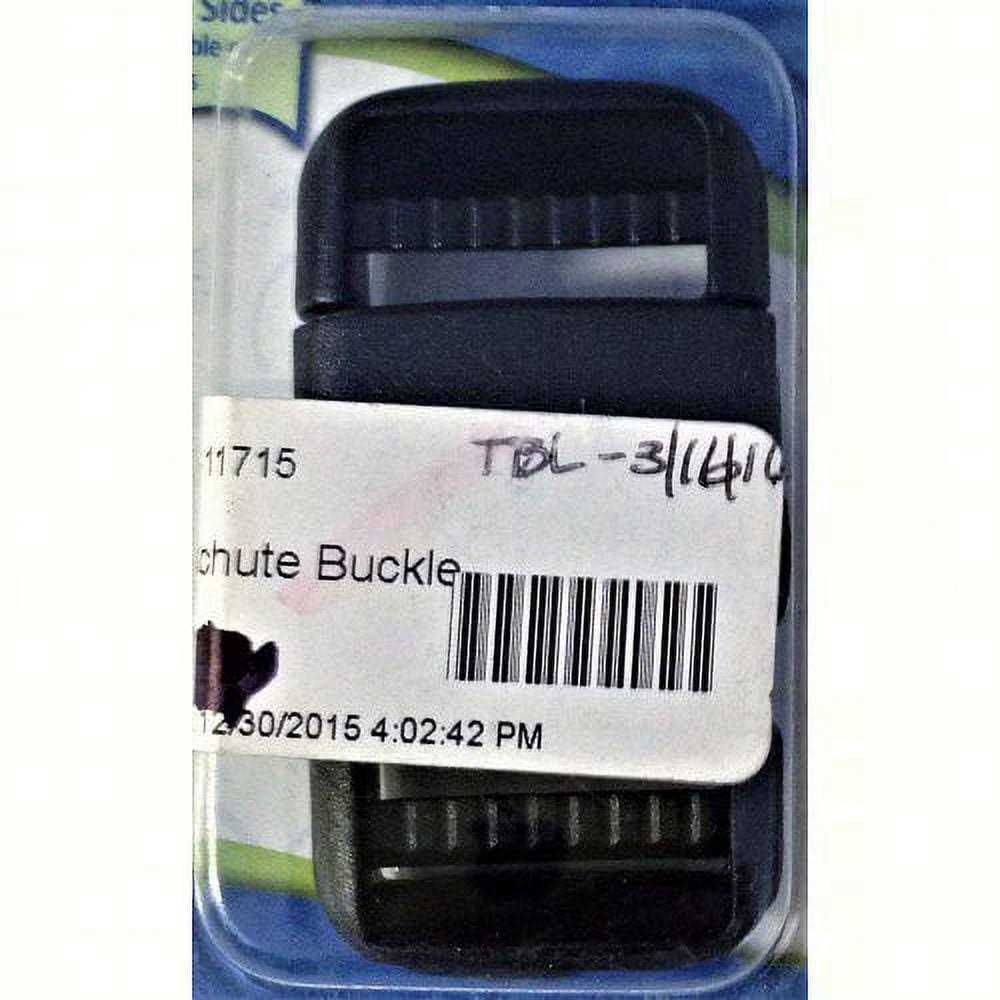 Sides
11715
TBL-3/16/16
chute Buckle
12/30/2015 4:02:42 PM